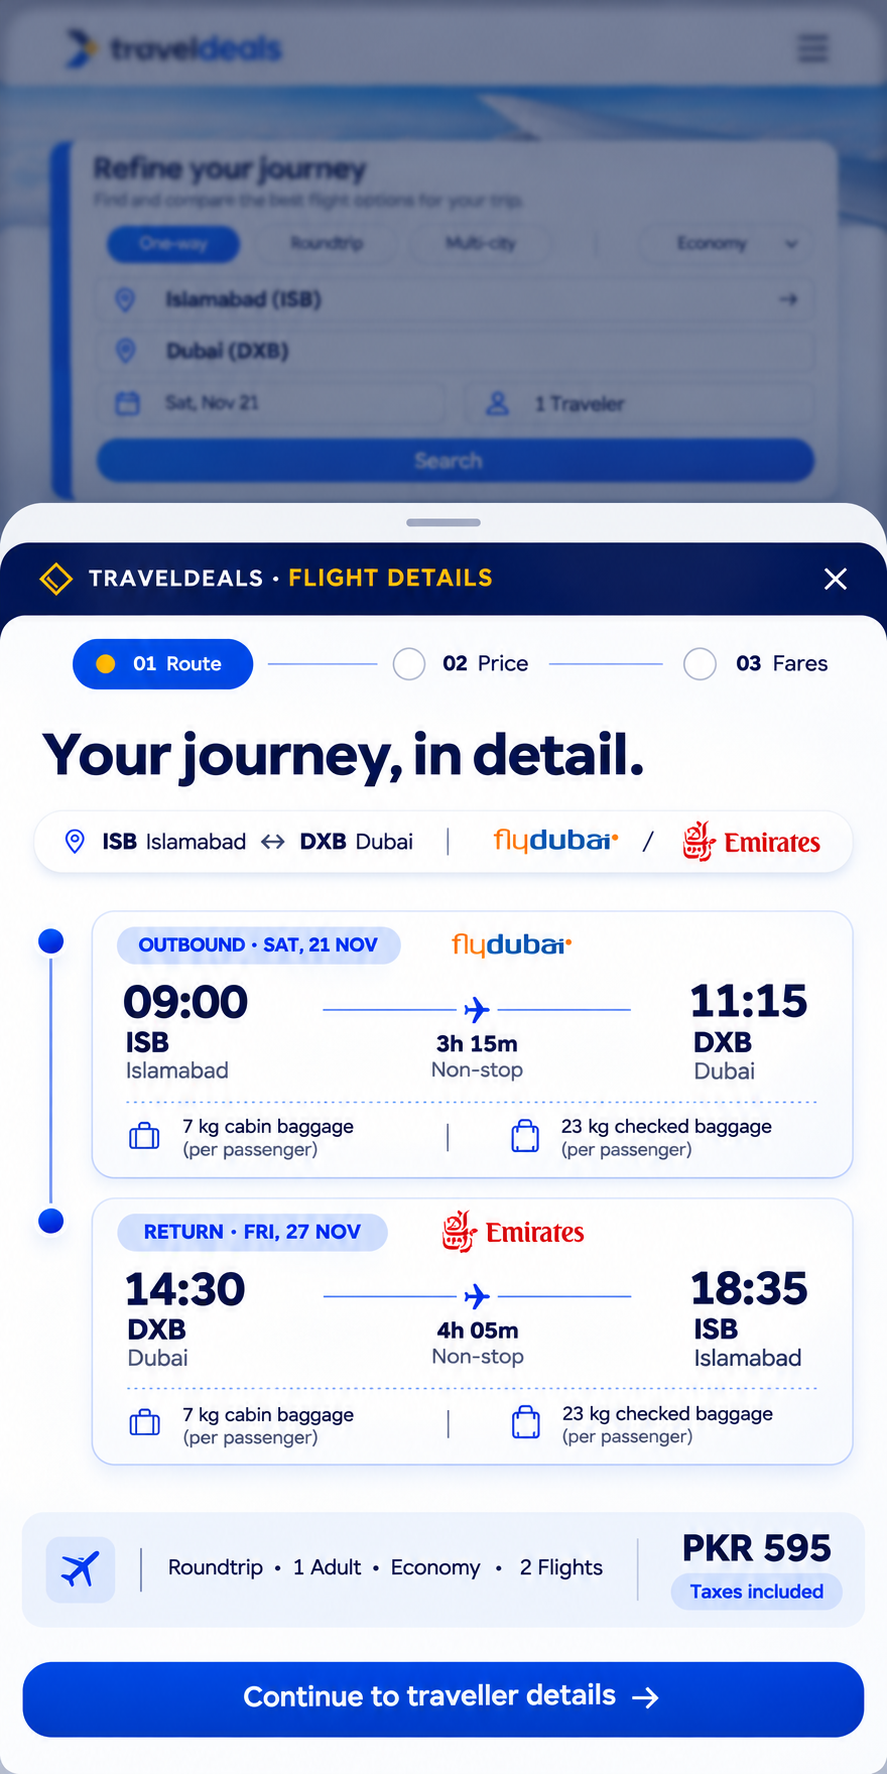 traveldeals
Refine your journey
Find and compare the best flight options for your trip.
One-way Roundtrip Multi-city Economy
Islamabad (ISB)
Dubai (DXB)
Sat, Nov 21 1 Traveler
Search
TRAVELDEALS • FLIGHT DETAILS
01 Route 02 Price 03 Fares
Your journey, in detail.
ISB Islamabad ↔ DXB Dubai | flydubai / Emirates
OUTBOUND • SAT, 21 NOV flydubai
09:00 11:15
ISB 3h 15m DXB
Islamabad Non-stop Dubai
7 kg cabin baggage | 23 kg checked baggage
(per passenger) (per passenger)
RETURN • FRI, 27 NOV Emirates
14:30 18:35
DXB 4h 05m ISB
Dubai Non-stop Islamabad
7 kg cabin baggage | 23 kg checked baggage
(per passenger) (per passenger)
Roundtrip • 1 Adult • Economy • 2 Flights PKR 595
Taxes included
Continue to traveller details →